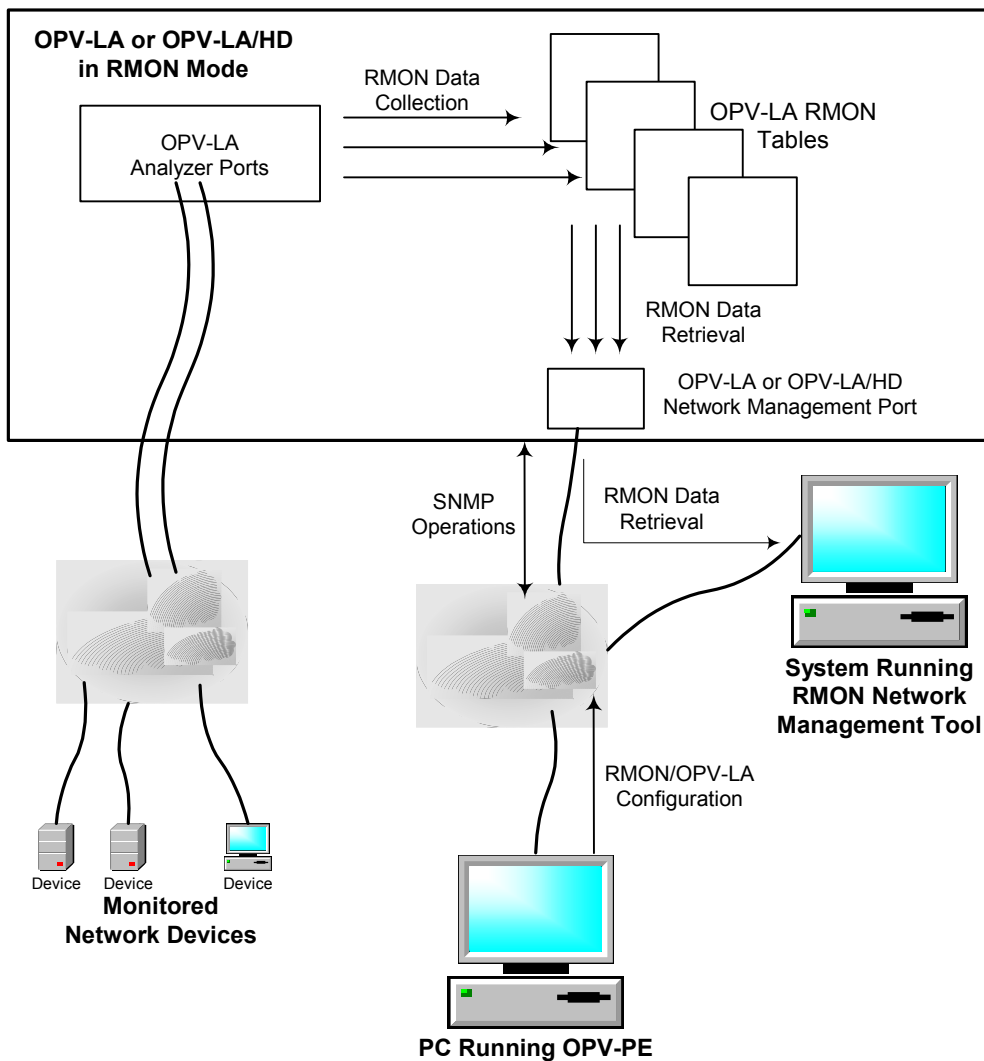 OPV-LA or OPV-LA/HD
in RMON Mode
RMON Data
Collection
OPV-LA
Analyzer Ports
OPV-LA RMON
Tables
RMON Data
Retrieval
OPV-LA or OPV-LA/HD
Network Management Port
SNMP
Operations
RMON Data
Retrieval
System Running
RMON Network
Management Tool
RMON/OPV-LA
Configuration
Device
Device
Device
Monitored
Network Devices
PC Running OPV-PE